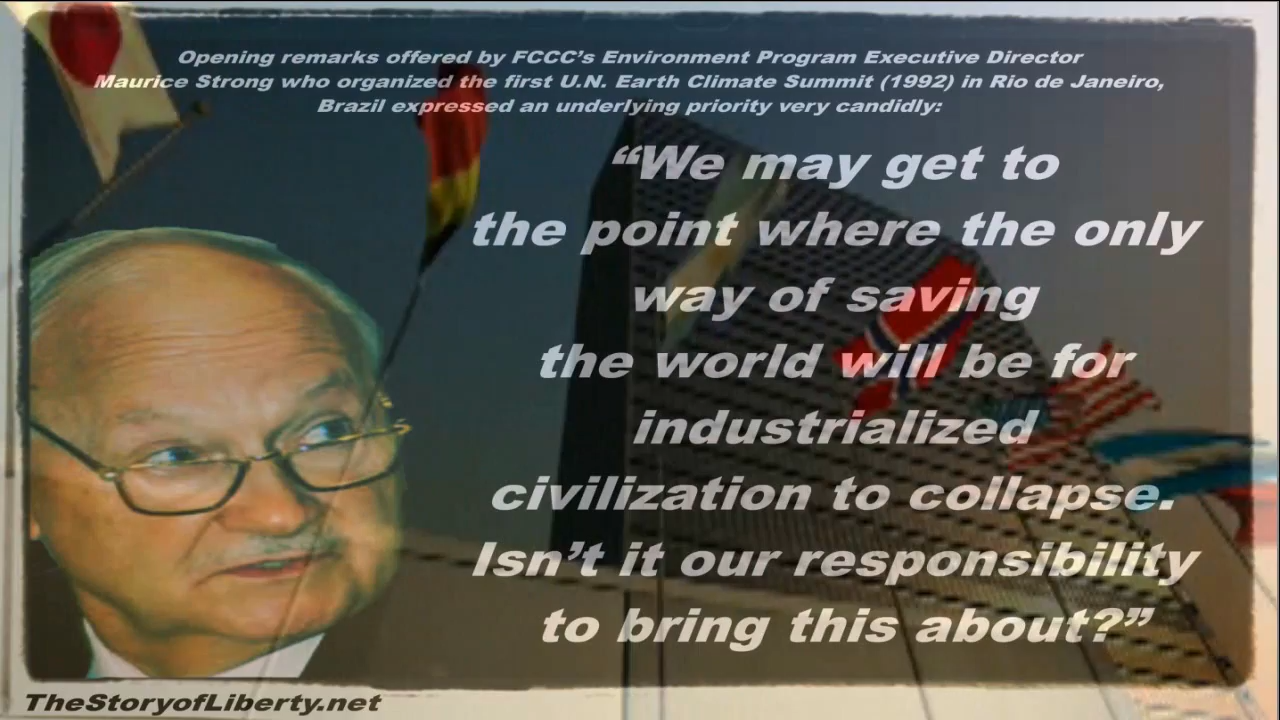 Opening remarks offered by FCCC’s Environment Program Executive Director
Maurice Strong who organized the first U.N. Earth Climate Summit (1992) in Rio de Janeiro,
Brazil expressed an underlying priority very candidly:
“We may get to
the point where the only
way of saving
the world will be for
industrialized
civilization to collapse.
Isn’t it our responsibility
to bring this about?”
TheStoryofLiberty.net